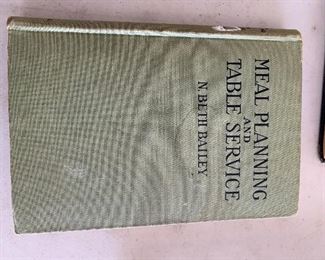 MEAL PLANNING
AND
TABLE SERVICE
N. BETH BAILEY